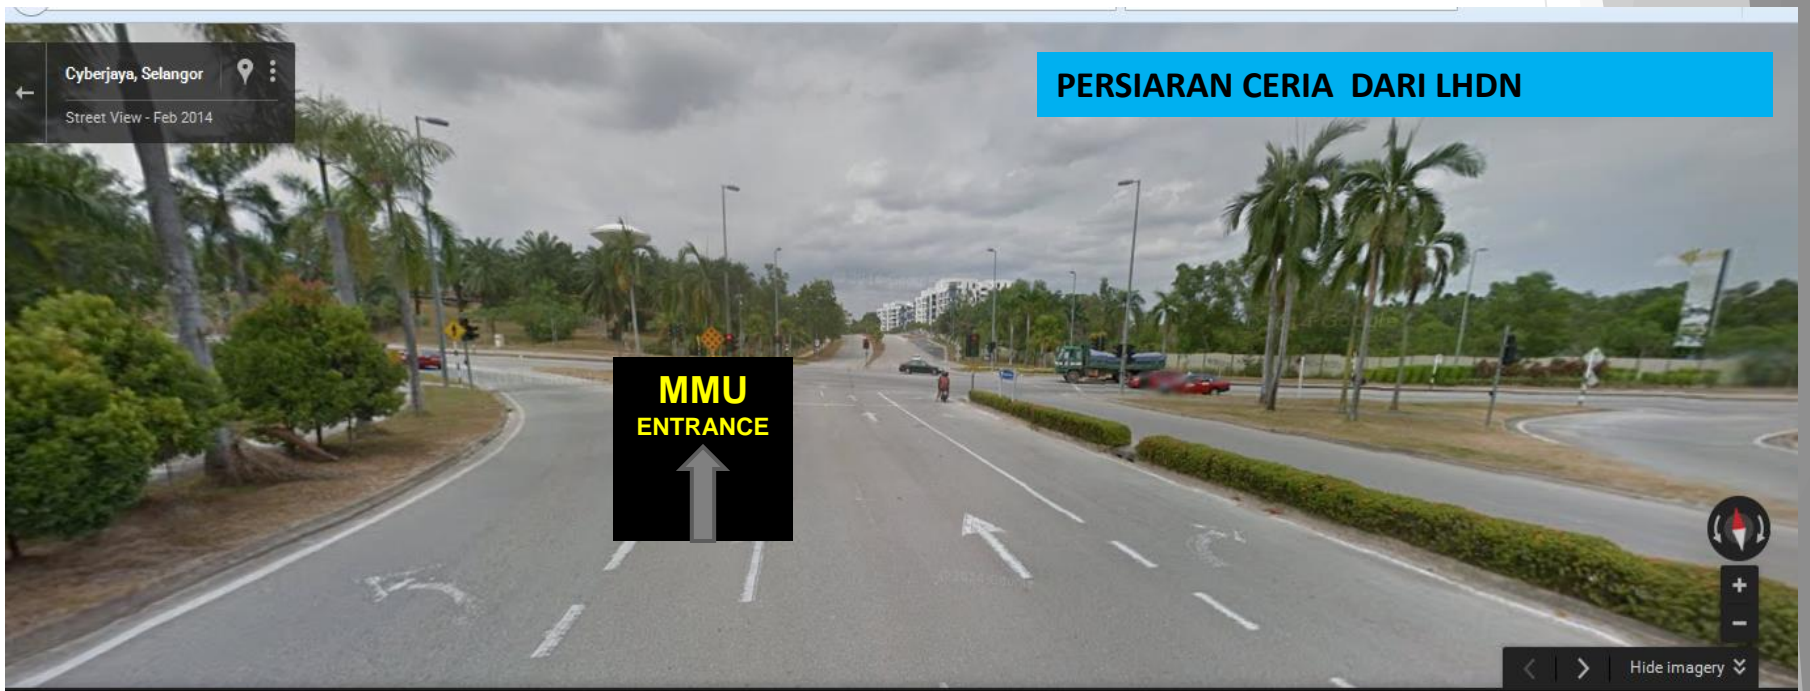 Cyberjaya, Selangor
Street View - Feb 2014
PERSIARAN CERIA DARI LHDN
MMU
ENTRANCE
Hide imagery